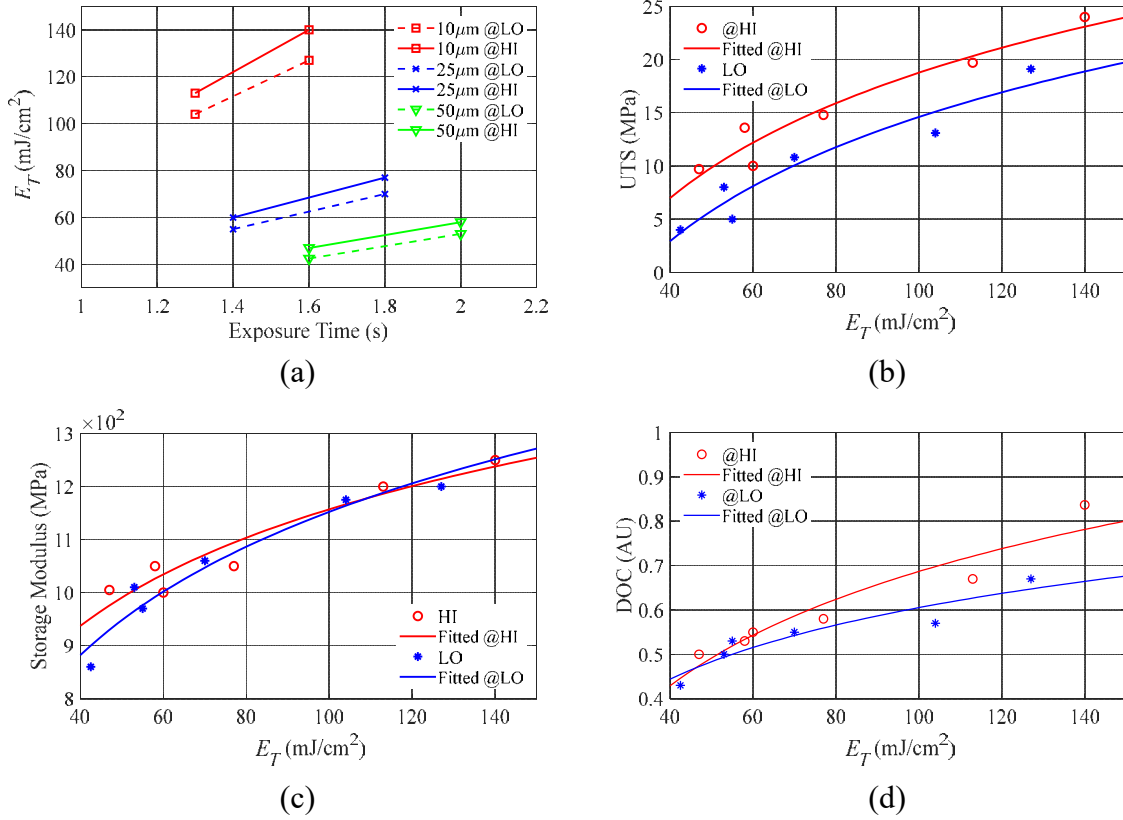 140
120
100
80
60
40
E_T (mJ/cm²)
1 1.2 1.4 1.6 1.8 2 2.2
Exposure Time (s)
10μm @LO
10μm @HI
25μm @LO
25μm @HI
50μm @LO
50μm @HI
(a)
25
20
15
10
5
0
UTS (MPa)
40 60 80 100 120 140
E_T (mJ/cm²)
@HI
Fitted @HI
LO
Fitted @LO
(b)
×10²
13
12
11
10
9
8
Storage Modulus (MPa)
40 60 80 100 120 140
E_T (mJ/cm²)
HI
Fitted @HI
LO
Fitted @LO
(c)
1
0.9
0.8
0.7
0.6
0.5
0.4
DOC (AU)
40 60 80 100 120 140
E_T (mJ/cm²)
@HI
Fitted @HI
@LO
Fitted @LO
(d)